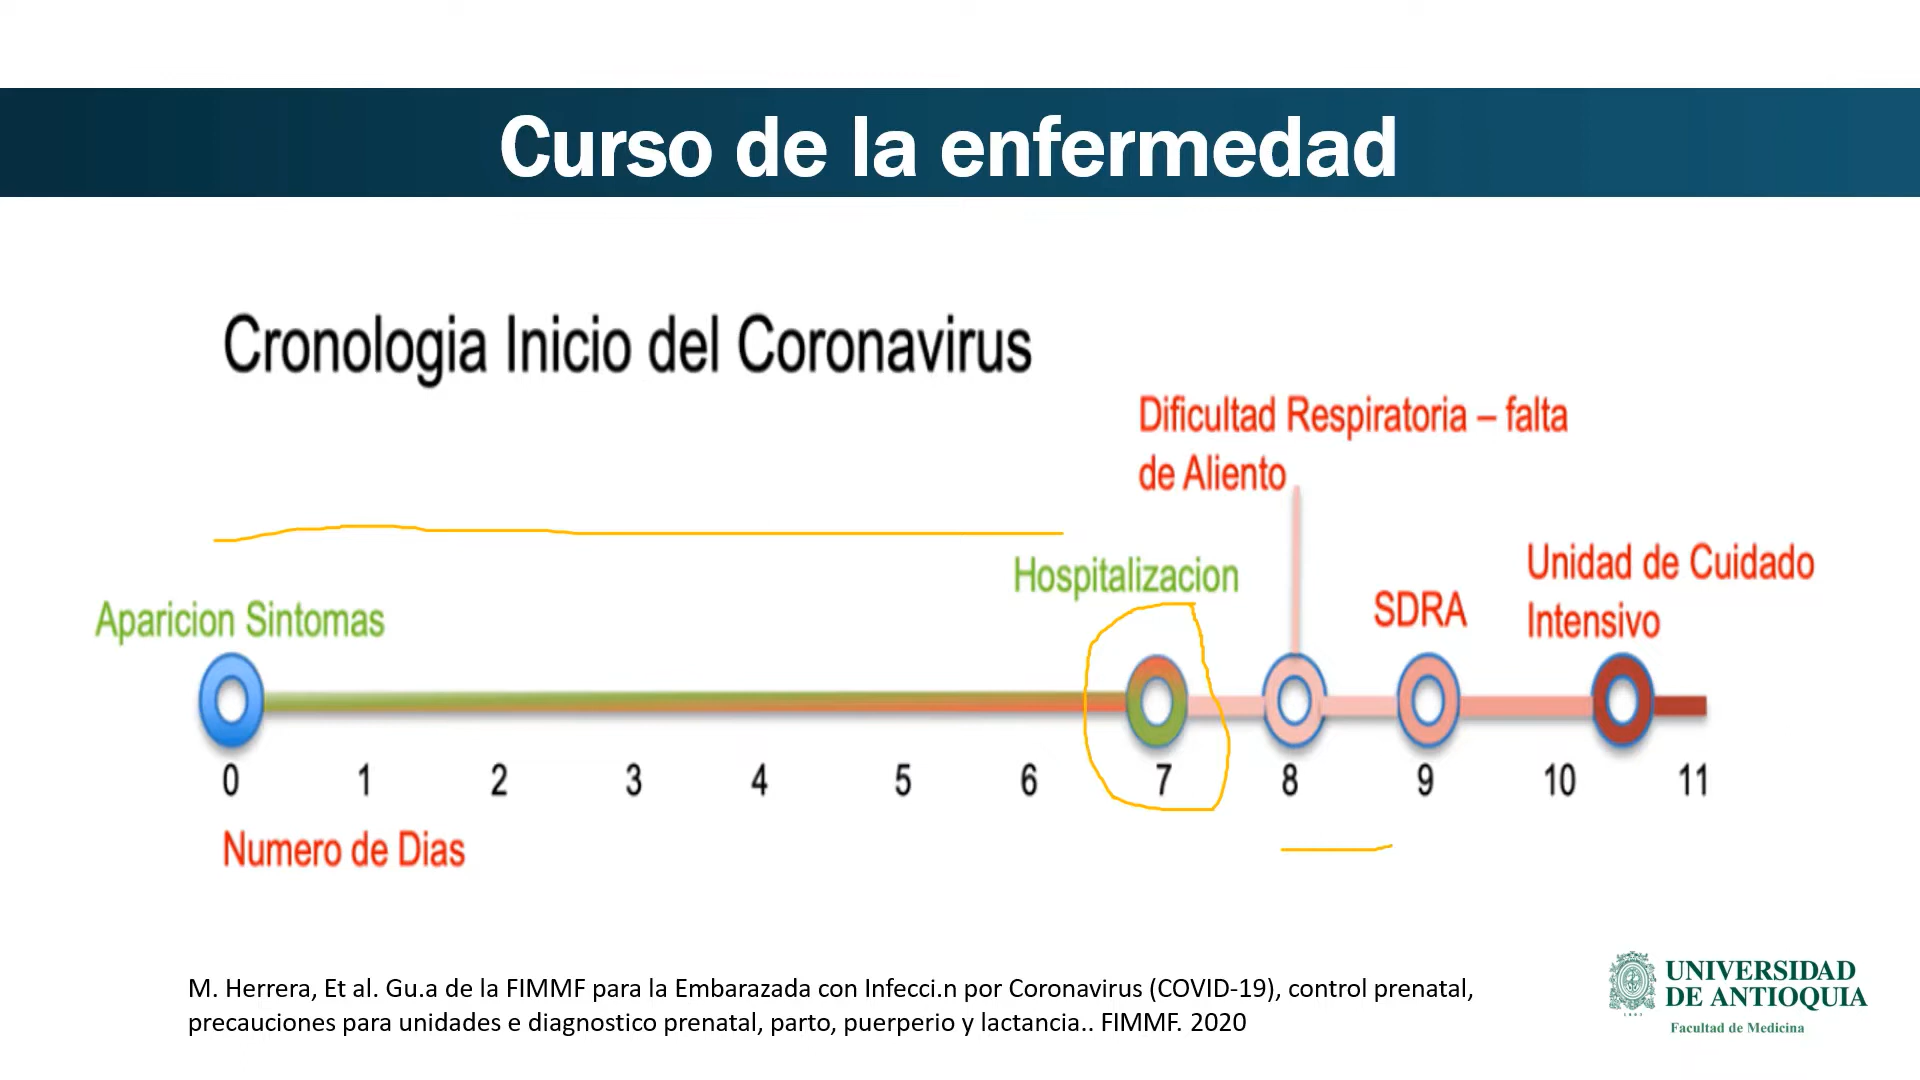 Curso de la enfermedad
Cronologia Inicio del Coronavirus
Dificultad Respiratoria – falta
de Aliento
Hospitalizacion
Unidad de Cuidado
Intensivo
SDRA
Aparicion Sintomas
0 1 2 3 4 5 6 7 8 9 10 11
Numero de Dias
M. Herrera, Et al. Gu.a de la FIMMF para la Embarazada con Infecci.n por Coronavirus (COVID-19), control prenatal,
precauciones para unidades e diagnostico prenatal, parto, puerperio y lactancia.. FIMMF. 2020
UNIVERSIDAD
DE ANTIOQUIA
Facultad de Medicina